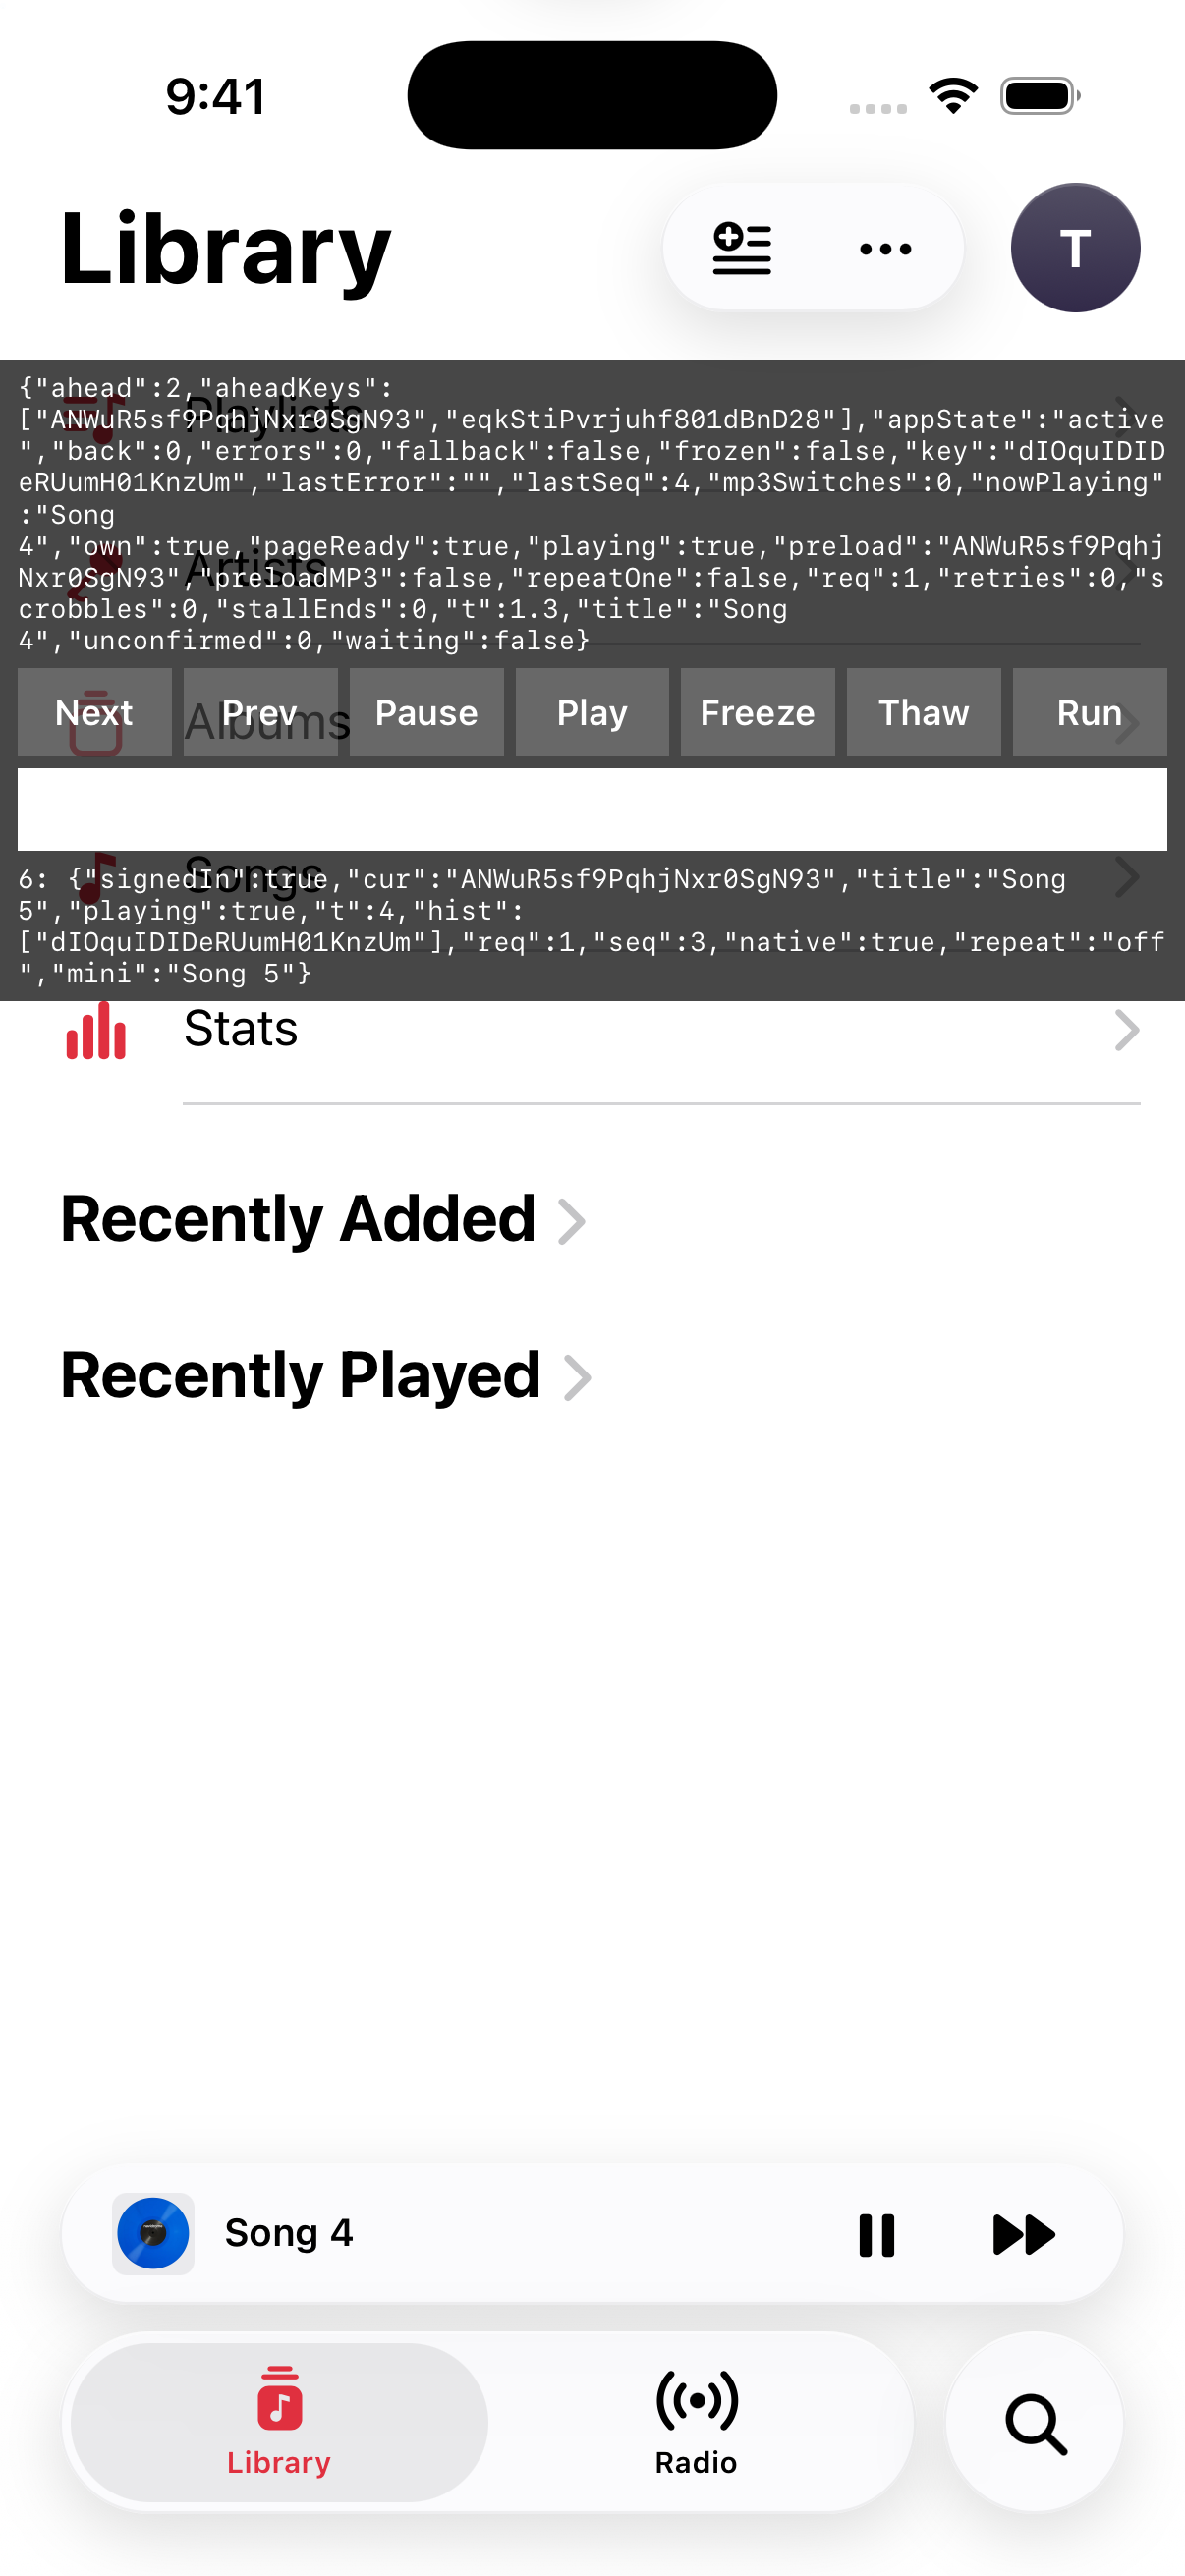 9:41
Library
T
{"ahead":2,"aheadKeys":
["ANWuR5sf9PqhjNxr0SgN93","eqkStiPvrjuhf801dBnD28"],"appState":"active
","back":0,"errors":0,"fallback":false,"frozen":false,"key":"dIOquIDID
eRUumH01KnzUm","lastError":"","lastSeq":4,"mp3Switches":0,"nowPlaying"
:"Song
4","own":true,"pageReady":true,"playing":true,"preload":"ANWuR5sf9Pqhj
Nxr0SgN93","preloadMP3":false,"repeatOne":false,"req":1,"retries":0,"s
crobbles":0,"stallEnds":0,"t":1.3,"title":"Song
4","unconfirmed":0,"waiting":false}
Playlists
Artists
Next Prev Pause Play Freeze Thaw Run
Albums
Songs
6: {"signedIn":true,"cur":"ANWuR5sf9PqhjNxr0SgN93","title":"Song
5","playing":true,"t":4,"hist":
["dIOquIDIDeRUumH01KnzUm"],"req":1,"seq":3,"native":true,"repeat":"off
","mini":"Song 5"}
Stats
Recently Added
Recently Played
Song 4
Library
Radio